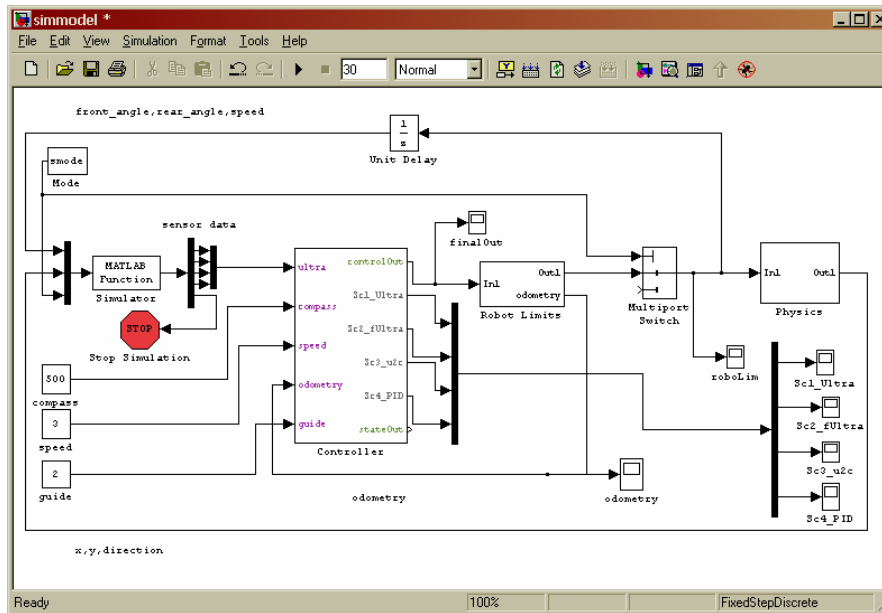 simmodel *
File Edit View Simulation Format Tools Help
30 Normal
front_angle,rear_angle,speed
1
z
Unit Delay
smode
Mode
sensor data
MATLAB
Function
Simulator
STOP
Stop Simulation
500
compass
3
speed
2
guide
ultra
compass
speed
odometry
guide
controlOut
Sc1_Ultra
Sc2_fUltra
Sc3_u2c
Sc4_PID
stateOut
Controller
finalOut
In1
Out1
odometry
Robot Limits
Multiport
Switch
In1
Out1
Physics
roboLim
Sc1_Ultra
Sc2_fUltra
Sc3_u2c
Sc4_PID
odometry
odometry
x,y,direction
Ready 100% FixedStepDiscrete